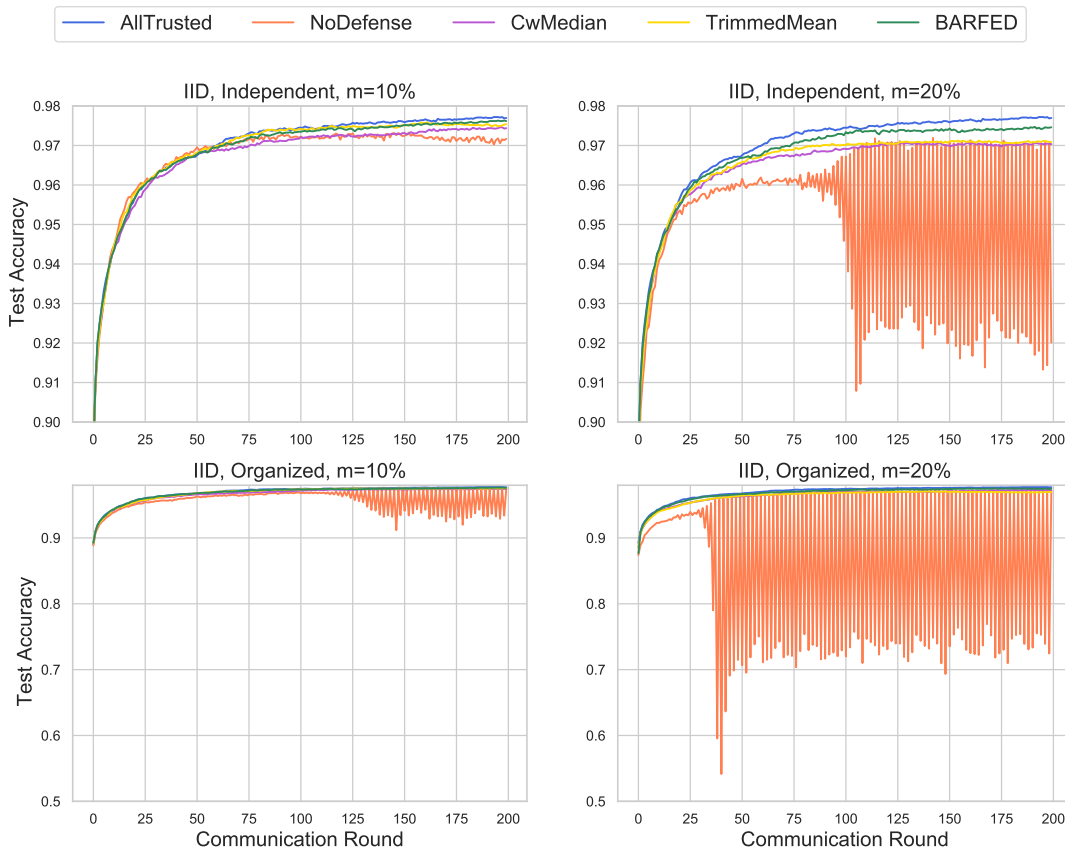 AllTrusted NoDefense CwMedian TrimmedMean BARFED
IID, Independent, m=10%
IID, Independent, m=20%
Test Accuracy
0.98
0.97
0.96
0.95
0.94
0.93
0.92
0.91
0.90
0 25 50 75 100 125 150 175 200
0.98
0.97
0.96
0.95
0.94
0.93
0.92
0.91
0.90
0 25 50 75 100 125 150 175 200
IID, Organized, m=10%
IID, Organized, m=20%
Test Accuracy
0.9
0.8
0.7
0.6
0.5
0 25 50 75 100 125 150 175 200
Communication Round
0.9
0.8
0.7
0.6
0.5
0 25 50 75 100 125 150 175 200
Communication Round